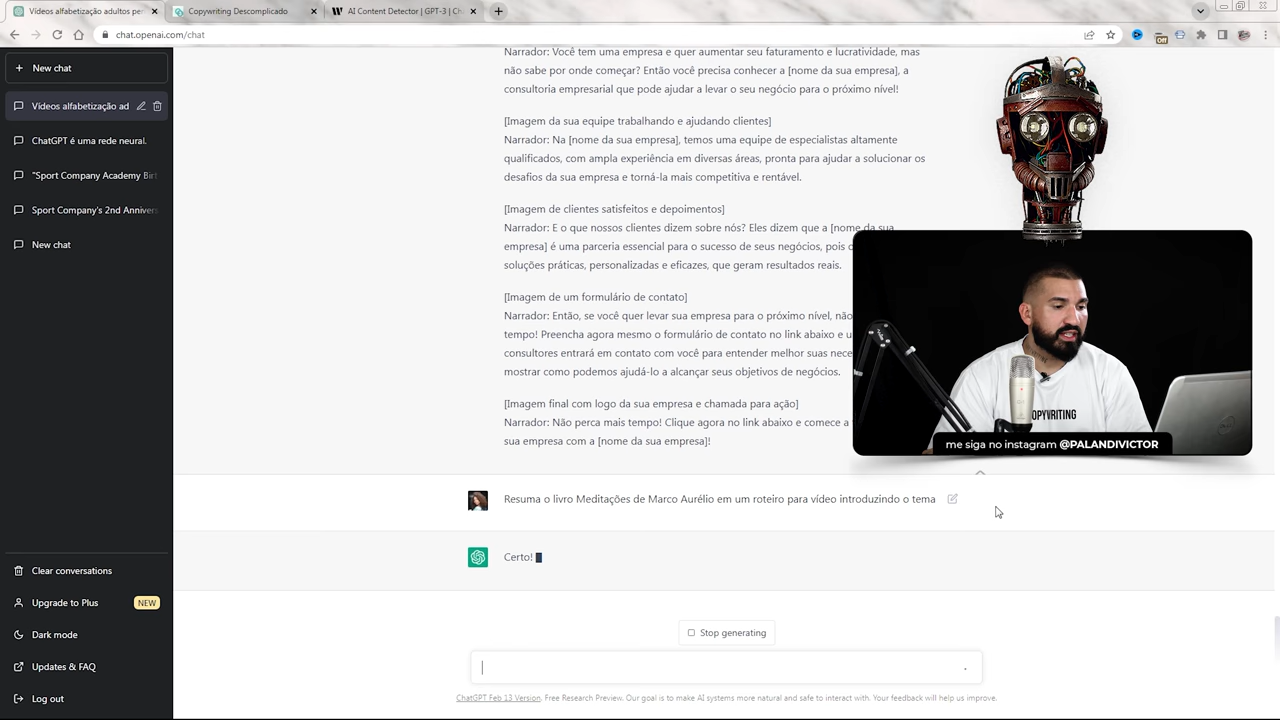 Vídeos alfabetização adultos pe
Copywriting Descomplicado
AI Content Detector | GPT-3 | Ch
chat.openai.com/chat
Off
New chat
Vídeos alfabetização ad
ChatGPT é uma rede neural.
"Sport Company Academy Birt
Sport Company's 2nd Annivers
New chat
Clear conversations
Upgrade to Plus
NEW
Dark mode
Updates & FAQ
Log out
Narrador: Você tem uma empresa e quer aumentar seu faturamento e lucratividade, mas
não sabe por onde começar? Então você precisa conhecer a [nome da sua empresa], a
consultoria empresarial que pode ajudar a levar o seu negócio para o próximo nível!
[Imagem da sua equipe trabalhando e ajudando clientes]
Narrador: Na [nome da sua empresa], temos uma equipe de especialistas altamente
qualificados, com ampla experiência em diversas áreas, pronta para ajudar a solucionar os
desafios da sua empresa e torná-la mais competitiva e rentável.
[Imagem de clientes satisfeitos e depoimentos]
Narrador: E o que nossos clientes dizem sobre nós? Eles dizem que a [nome da sua
empresa] é uma parceria essencial para o sucesso de seus negócios, pois
soluções práticas, personalizadas e eficazes, que geram resultados reais.
[Imagem de um formulário de contato]
Narrador: Então, se você quer levar sua empresa para o próximo nível, não
tempo! Preencha agora mesmo o formulário de contato no link abaixo e
consultores entrará em contato com você para entender melhor suas
mostrar como podemos ajudá-lo a alcançar seus objetivos de negócios.
[Imagem final com logo da sua empresa e chamada para ação]
Narrador: Não perca mais tempo! Clique agora no link abaixo e comece a
sua empresa com a [nome da sua empresa]!
OPYWRITING
me siga no instagram @PALANDIVICTOR
Resuma o livro Meditações de Marco Aurélio em um roteiro para vídeo introduzindo o tema
Certo!
Stop generating
ChatGPT Feb 13 Version. Free Research Preview. Our goal is to make AI systems more natural and safe to interact with. Your feedback will help us improve.